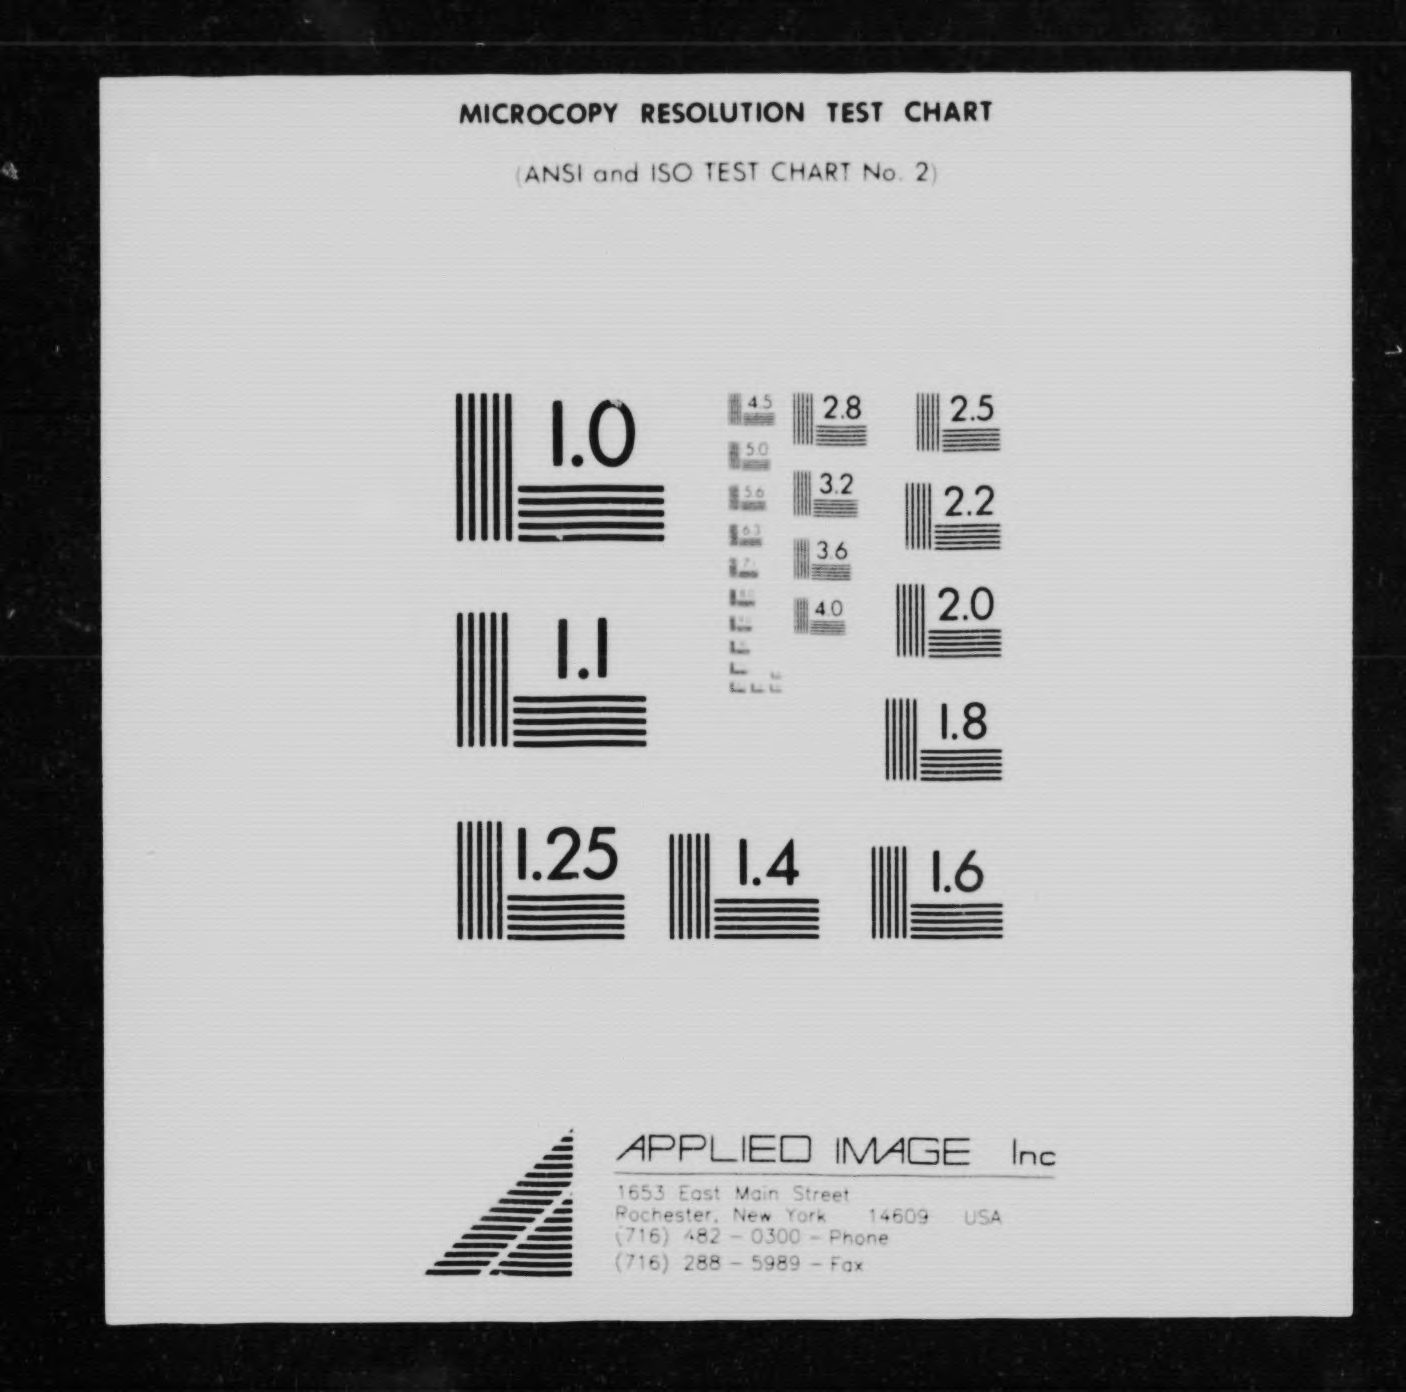 MICROCOPY RESOLUTION TEST CHART
(ANSI and ISO TEST CHART No. 2)
1.0
1.1
1.25
1.4
1.6
1.8
2.0
2.2
2.5
2.8
3.2
3.6
4.0
4.5
5.0
5.6
6.3
APPLIED IMAGE Inc
1653 East Main Street
Rochester, New York 14609 USA
(716) 482 - 0300 - Phone
(716) 288 - 5989 - Fax